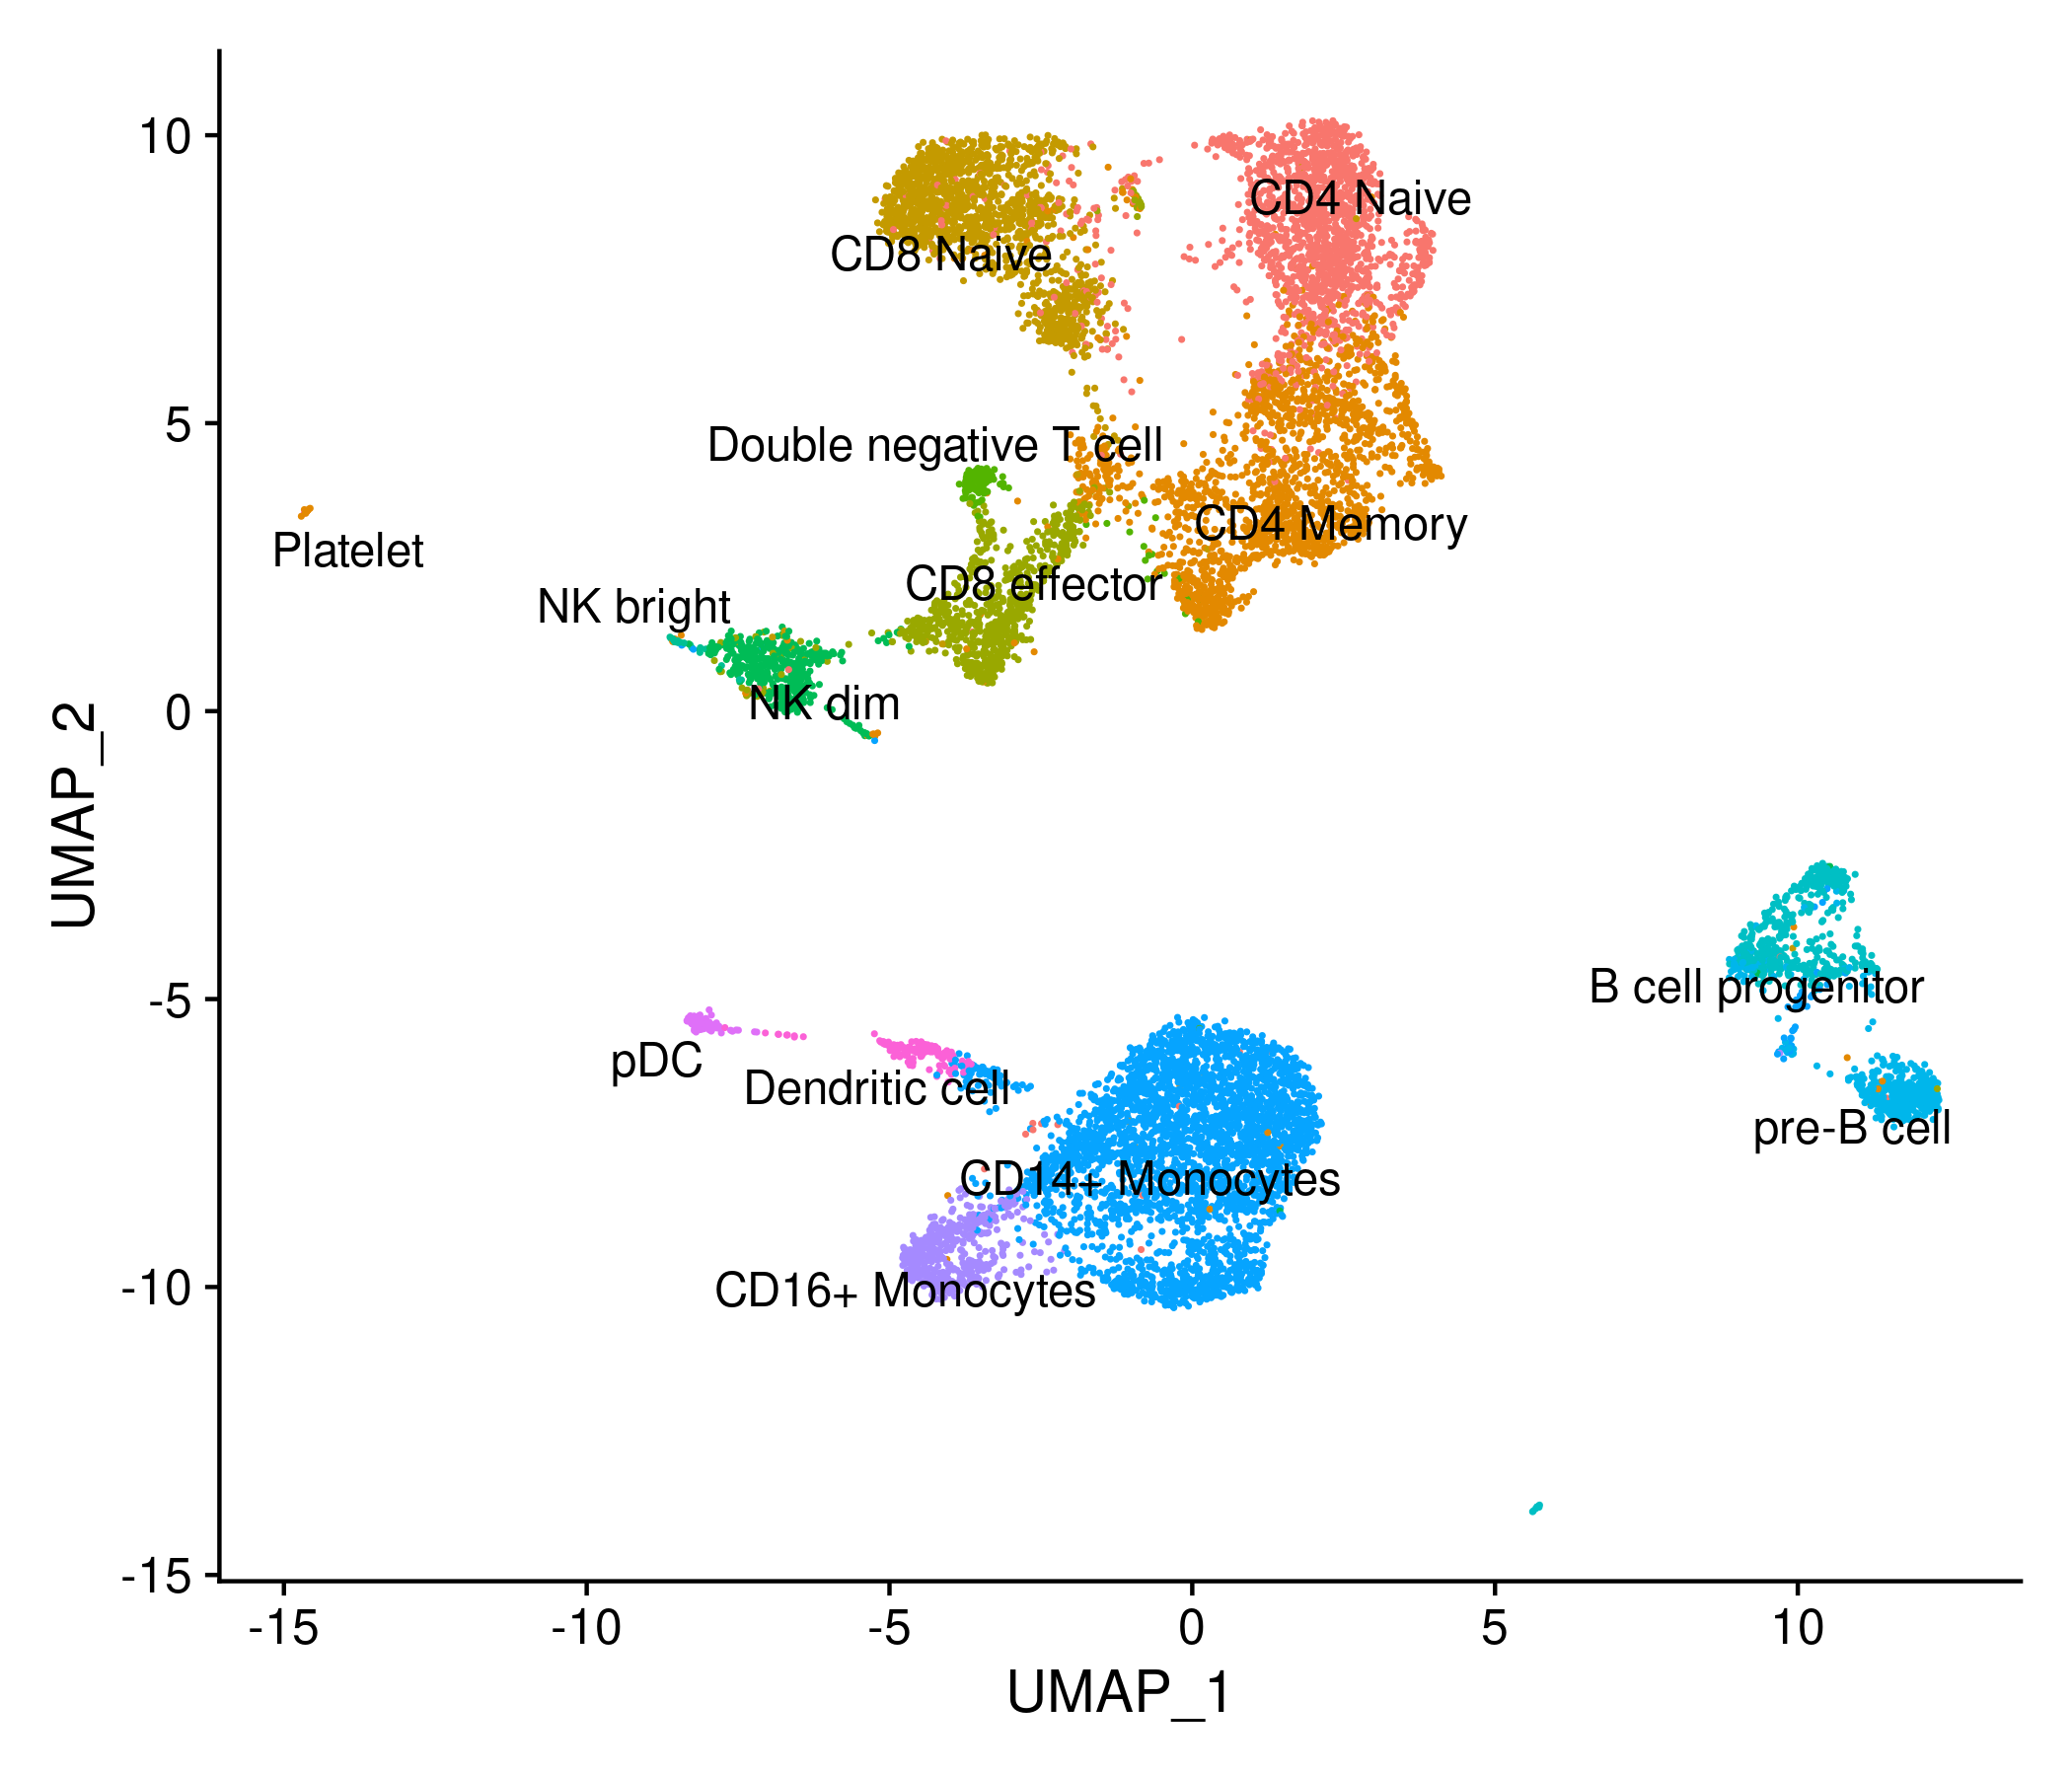 10
5
0
-5
-10
-15
UMAP_2
CD4 Naive
CD8 Naive
Double negative T cell
CD4 Memory
Platelet
CD8 effector
NK bright
NK dim
B cell progenitor
pDC
Dendritic cell
pre-B cell
CD14+ Monocytes
CD16+ Monocytes
-15 -10 -5 0 5 10
UMAP_1